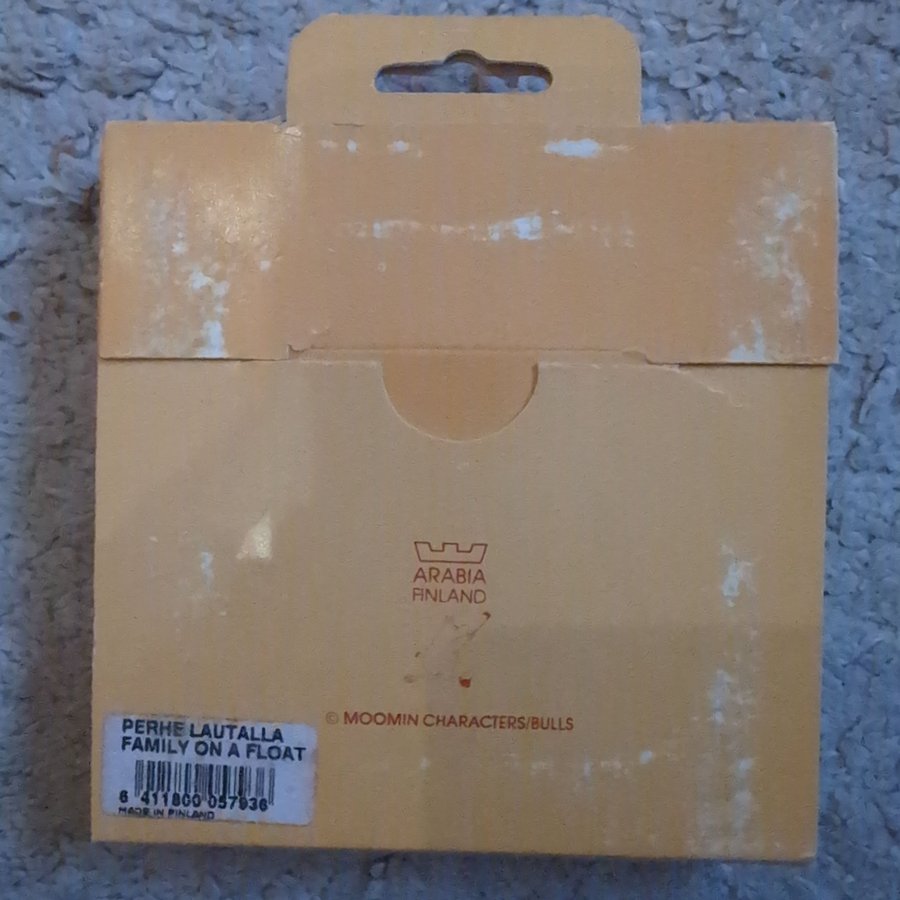 ARABIA
FINLAND
© MOOMIN CHARACTERS/BULLS
PERHE LAUTALLA
FAMILY ON A FLOAT
6 411800 057936
MADE IN FINLAND